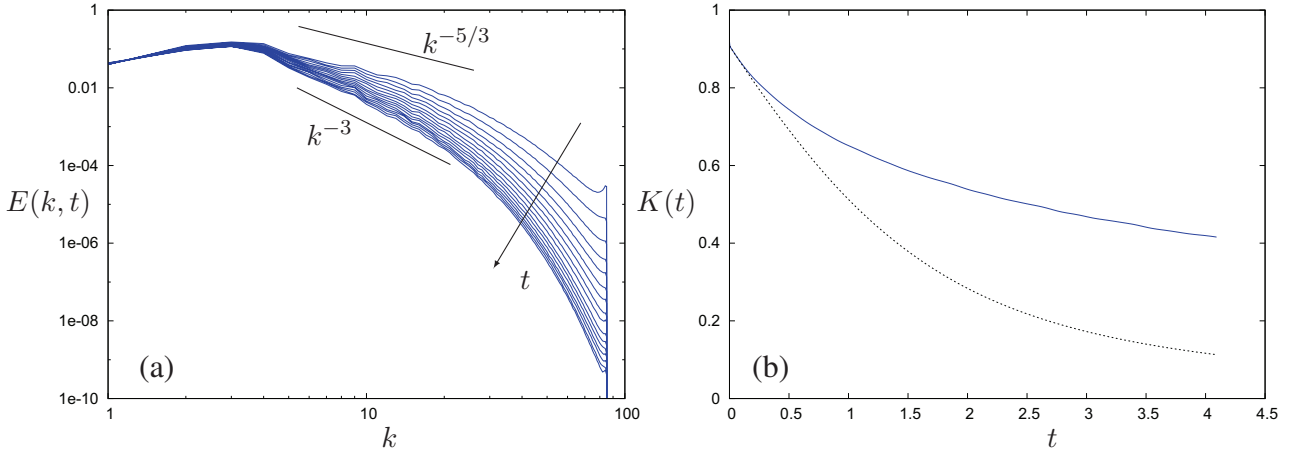 1
0.01
1e-04
1e-06
1e-08
1e-10
1
10
100
E(k, t)
k
k^{-5/3}
k^{-3}
t
(a)
1
0.8
0.6
0.4
0.2
0
0
0.5
1
1.5
2
2.5
3
3.5
4
4.5
K(t)
t
(b)